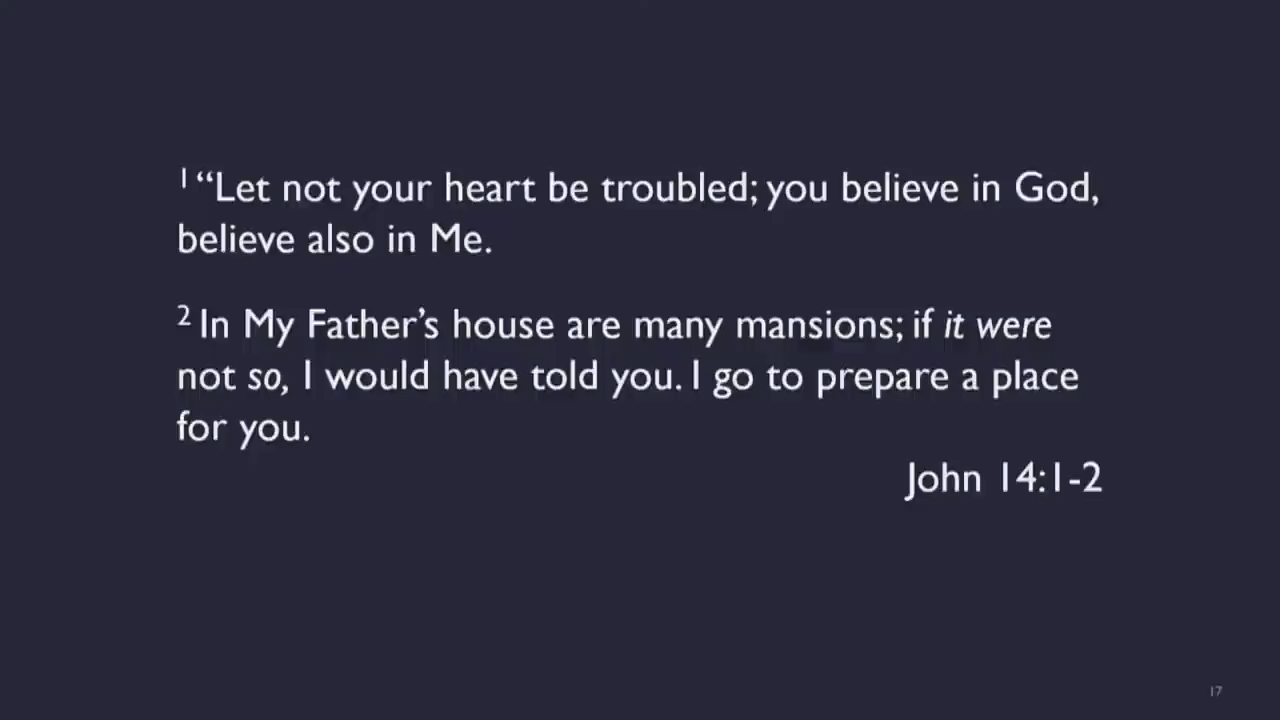 1 “Let not your heart be troubled; you believe in God,
believe also in Me.
2 In My Father’s house are many mansions; if it were
not so, I would have told you. I go to prepare a place
for you.
John 14:1-2
17